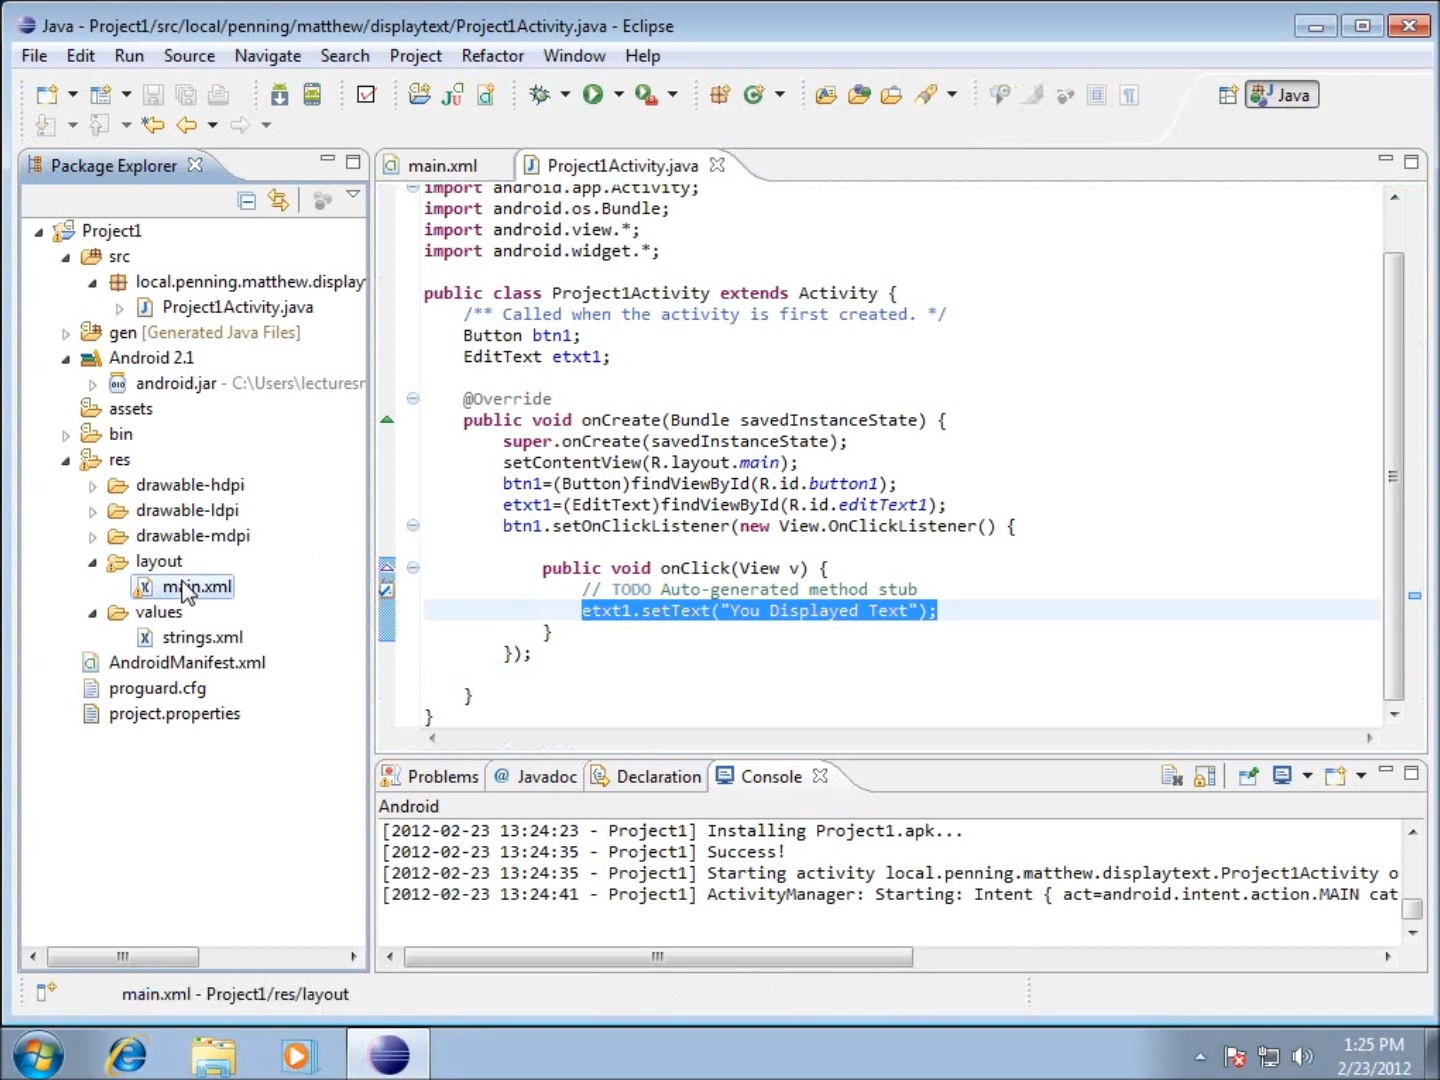 Java - Project1/src/local/penning/matthew/displaytext/Project1Activity.java - Eclipse
File Edit Run Source Navigate Search Project Refactor Window Help
Java
Package Explorer
Project1
src
local.penning.matthew.display
Project1Activity.java
gen [Generated Java Files]
Android 2.1
android.jar - C:\Users\lecturesr
assets
bin
res
drawable-hdpi
drawable-ldpi
drawable-mdpi
layout
main.xml
values
strings.xml
AndroidManifest.xml
proguard.cfg
project.properties
main.xml Project1Activity.java
import android.app.Activity;
import android.os.Bundle;
import android.view.*;
import android.widget.*;
public class Project1Activity extends Activity {
/** Called when the activity is first created. */
Button btn1;
EditText etxt1;
@Override
public void onCreate(Bundle savedInstanceState) {
super.onCreate(savedInstanceState);
setContentView(R.layout.main);
btn1=(Button)findViewById(R.id.button1);
etxt1=(EditText)findViewById(R.id.editText1);
btn1.setOnClickListener(new View.OnClickListener() {
public void onClick(View v) {
// TODO Auto-generated method stub
etxt1.setText("You Displayed Text");
}
});
}
}
Problems @ Javadoc Declaration Console
Android
[2012-02-23 13:24:23 - Project1] Installing Project1.apk...
[2012-02-23 13:24:35 - Project1] Success!
[2012-02-23 13:24:35 - Project1] Starting activity local.penning.matthew.displaytext.Project1Activity o
[2012-02-23 13:24:41 - Project1] ActivityManager: Starting: Intent { act=android.intent.action.MAIN cat
main.xml - Project1/res/layout
1:25 PM
2/23/2012